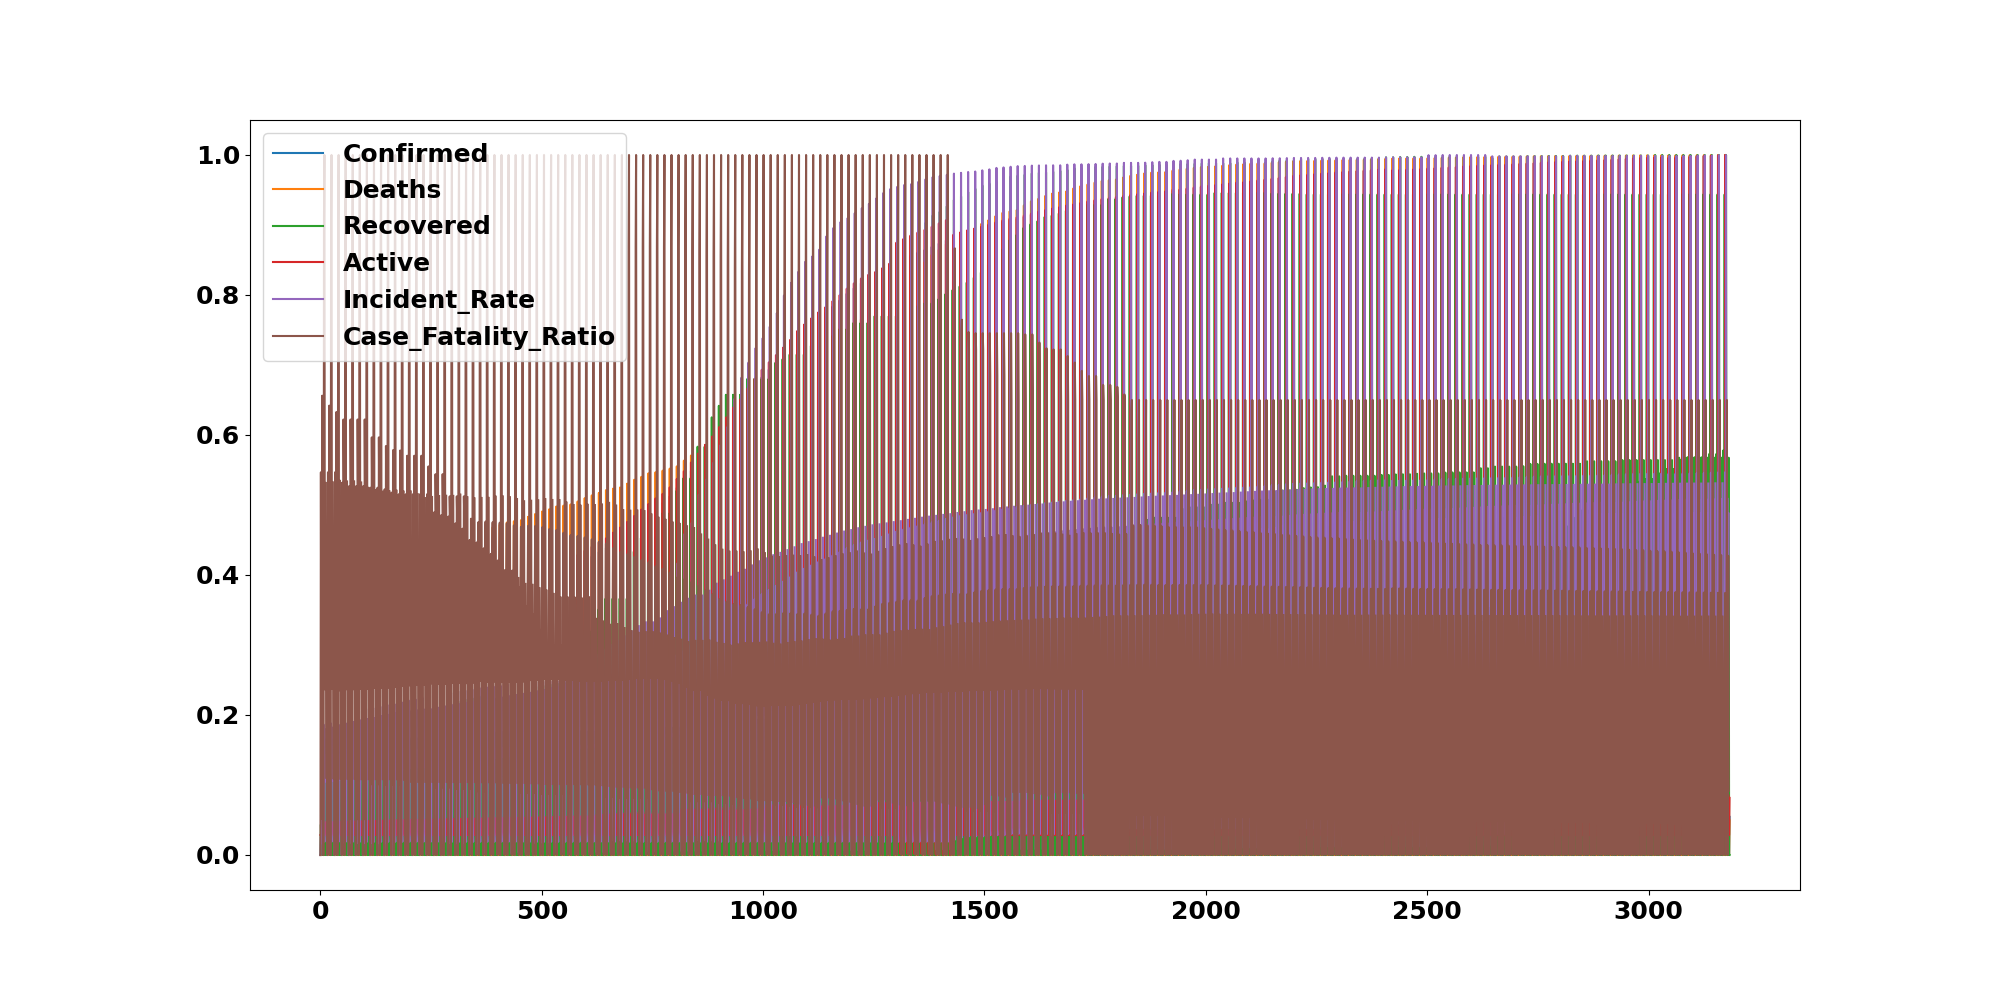 Confirmed
Deaths
Recovered
Active
Incident_Rate
Case_Fatality_Ratio
1.0
0.8
0.6
0.4
0.2
0.0
0 500 1000 1500 2000 2500 3000